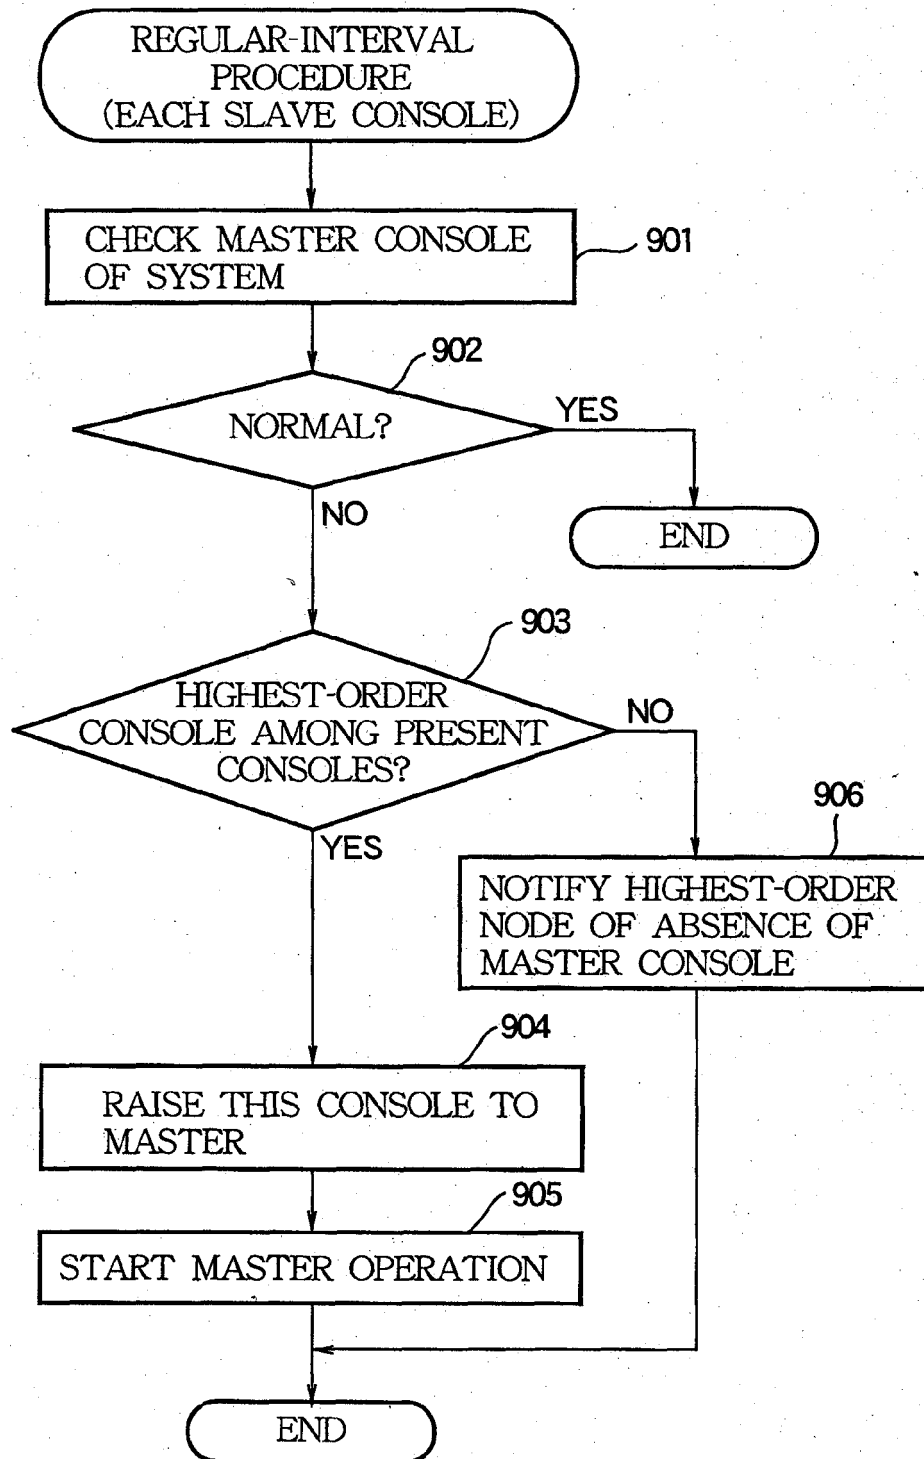 REGULAR-INTERVAL
PROCEDURE
(EACH SLAVE CONSOLE)
CHECK MASTER CONSOLE
OF SYSTEM
901
902
NORMAL?
YES
NO
END
903
HIGHEST-ORDER
CONSOLE AMONG PRESENT
CONSOLES?
NO
YES
906
NOTIFY HIGHEST-ORDER
NODE OF ABSENCE OF
MASTER CONSOLE
904
RAISE THIS CONSOLE TO
MASTER
905
START MASTER OPERATION
END